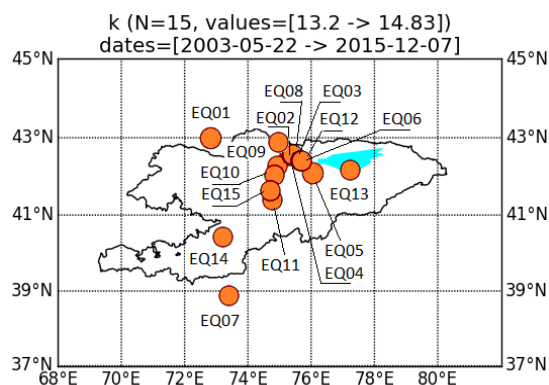 k (N=15, values=[13.2 -> 14.83])
dates=[2003-05-22 -> 2015-12-07]
45°N 45°N
EQ08
EQ01 EQ02 EQ03
EQ12
43°N EQ06 43°N
EQ09
EQ10
EQ15 EQ13
41°N 41°N
EQ05
EQ14 EQ11 EQ04
39°N 39°N
EQ07
37°N 37°N
68°E 70°E 72°E 74°E 76°E 78°E 80°E